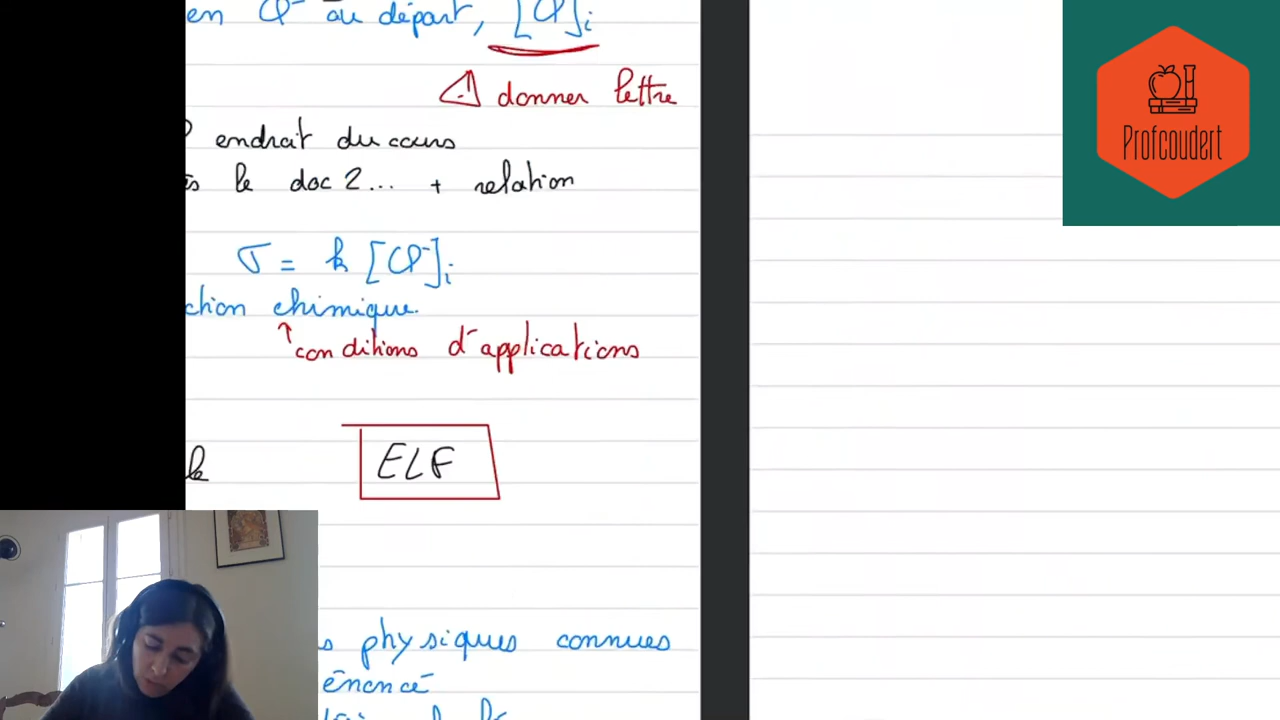 en Cl⁻ au départ, [Cl⁻]i
⚠ donner lettre
endroit du cours
le doc 2... + relation
σ = k [Cl⁻]i
ction chimique.
↑ conditions d'applications
ELF
physiques connues
énoncé
Profcoudert